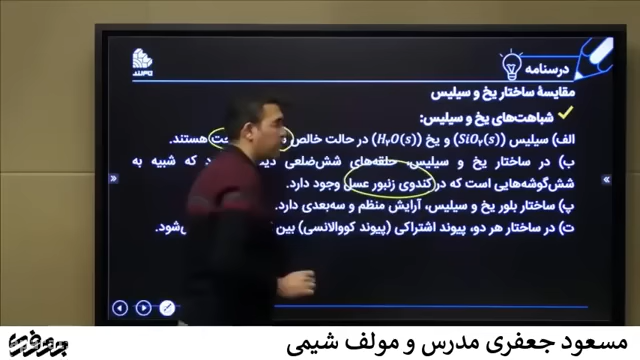 درسنامه
مقایسهٔ ساختار یخ و سیلیس
شباهت‌های یخ و سیلیس:
الف) سیلیس (SiO₂(s)) و یخ (H₂O(s)) در حالت خالص هستند.
ب) در ساختار یخ و سیلیس، حلقه‌های شش‌ضلعی که شبیه به
شش‌گوشه‌هایی است که در کندوی زنبور عسل وجود دارد.
پ) ساختار بلور یخ و سیلیس، آرایش منظم و سه‌بعدی دارد.
ت) در ساختار هر دو، پیوند اشتراکی (پیوند کووالانسی) بین
مسعود جعفری مدرس و مولف شیمی